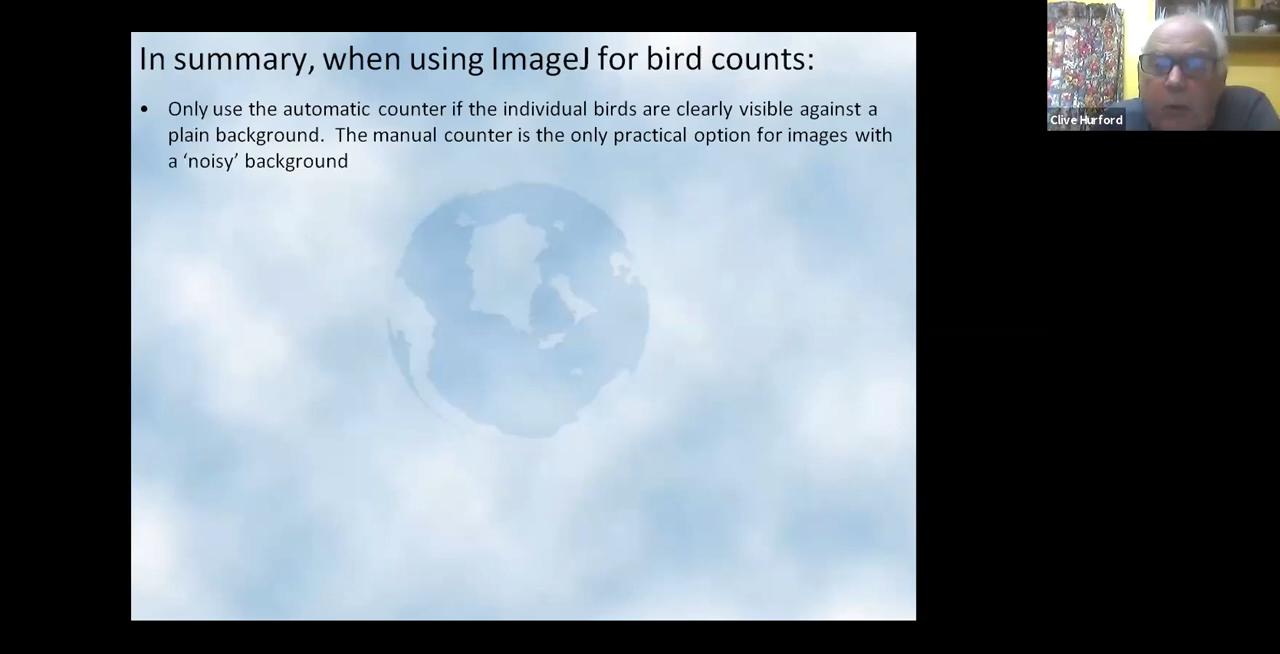 In summary, when using ImageJ for bird counts:
• Only use the automatic counter if the individual birds are clearly visible against a
plain background. The manual counter is the only practical option for images with
a ‘noisy’ background
Clive Hurford